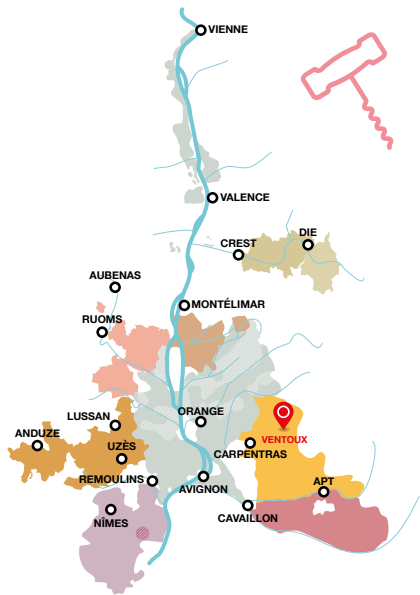 VIENNE
VALENCE
CREST
DIE
AUBENAS
MONTÉLIMAR
RUOMS
LUSSAN
ORANGE
ANDUZE
UZÈS
VENTOUX
CARPENTRAS
REMOULINS
AVIGNON
APT
NÎMES
CAVAILLON